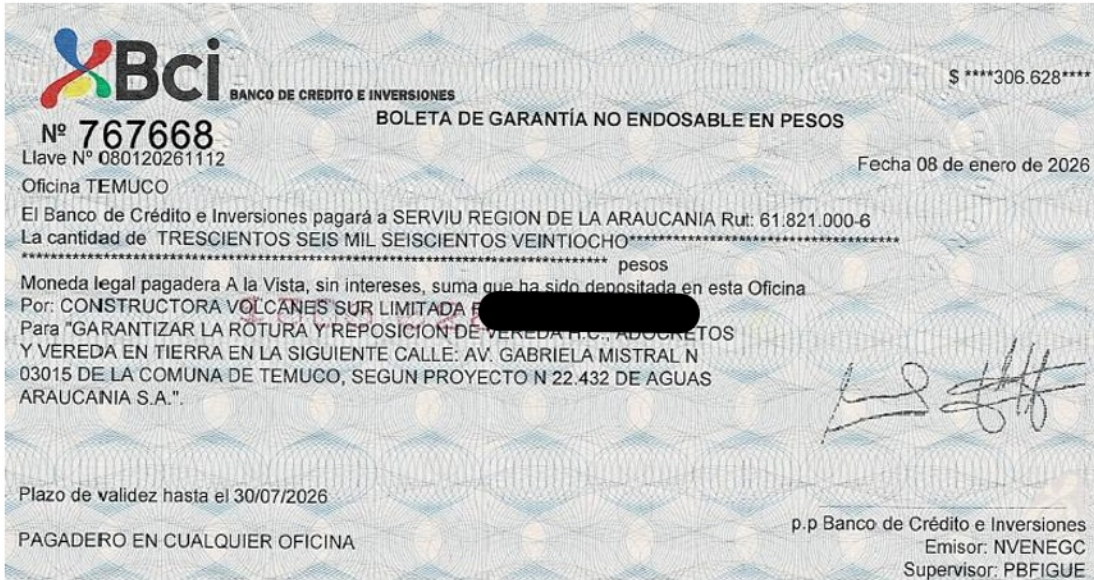 Bci BANCO DE CREDITO E INVERSIONES
$ ****306.628****
BOLETA DE GARANTÍA NO ENDOSABLE EN PESOS
Nº 767668
Llave Nº 080120261112
Fecha 08 de enero de 2026
Oficina TEMUCO
El Banco de Crédito e Inversiones pagará a SERVIU REGION DE LA ARAUCANIA Rut: 61.821.000-6
La cantidad de TRESCIENTOS SEIS MIL SEISCIENTOS VEINTIOCHO***********************************
************************************************************************************ pesos
Moneda legal pagadera A la Vista, sin intereses, suma que ha sido depositada en esta Oficina
Por: CONSTRUCTORA VOLCANES SUR LIMITADA
Para "GARANTIZAR LA ROTURA Y REPOSICION DE VEREDA H.C., ADOCRETOS
Y VEREDA EN TIERRA EN LA SIGUIENTE CALLE: AV. GABRIELA MISTRAL N
03015 DE LA COMUNA DE TEMUCO, SEGUN PROYECTO N 22.432 DE AGUAS
ARAUCANIA S.A.".
Plazo de validez hasta el 30/07/2026
PAGADERO EN CUALQUIER OFICINA
p.p Banco de Crédito e Inversiones
Emisor: NVENEGC
Supervisor: PBFIGUE